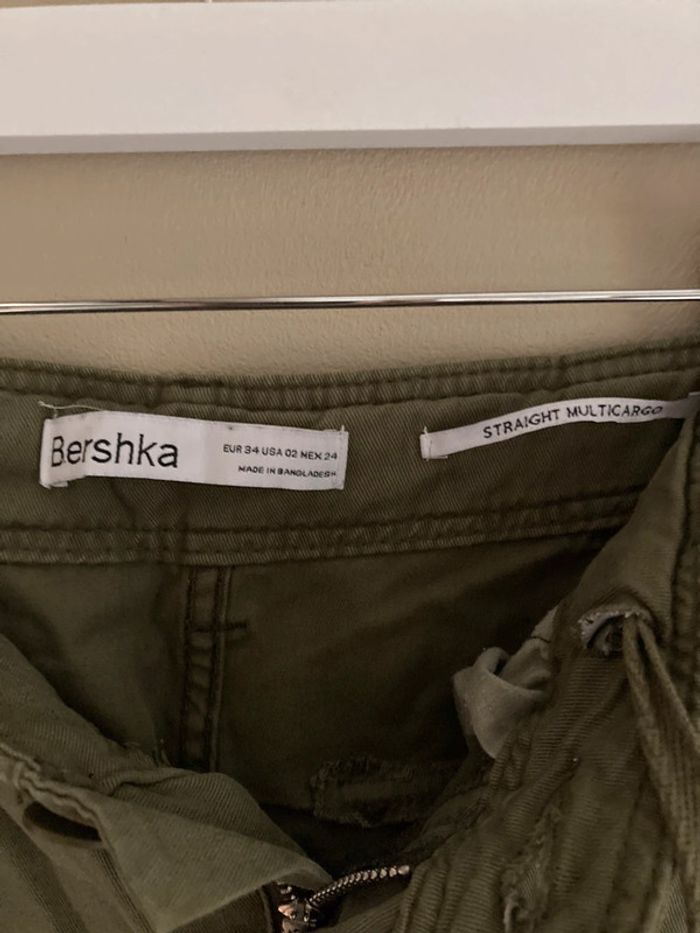 Bershka
EUR 34 USA 02 MEX 24
MADE IN BANGLADESH
STRAIGHT MULTICARGO